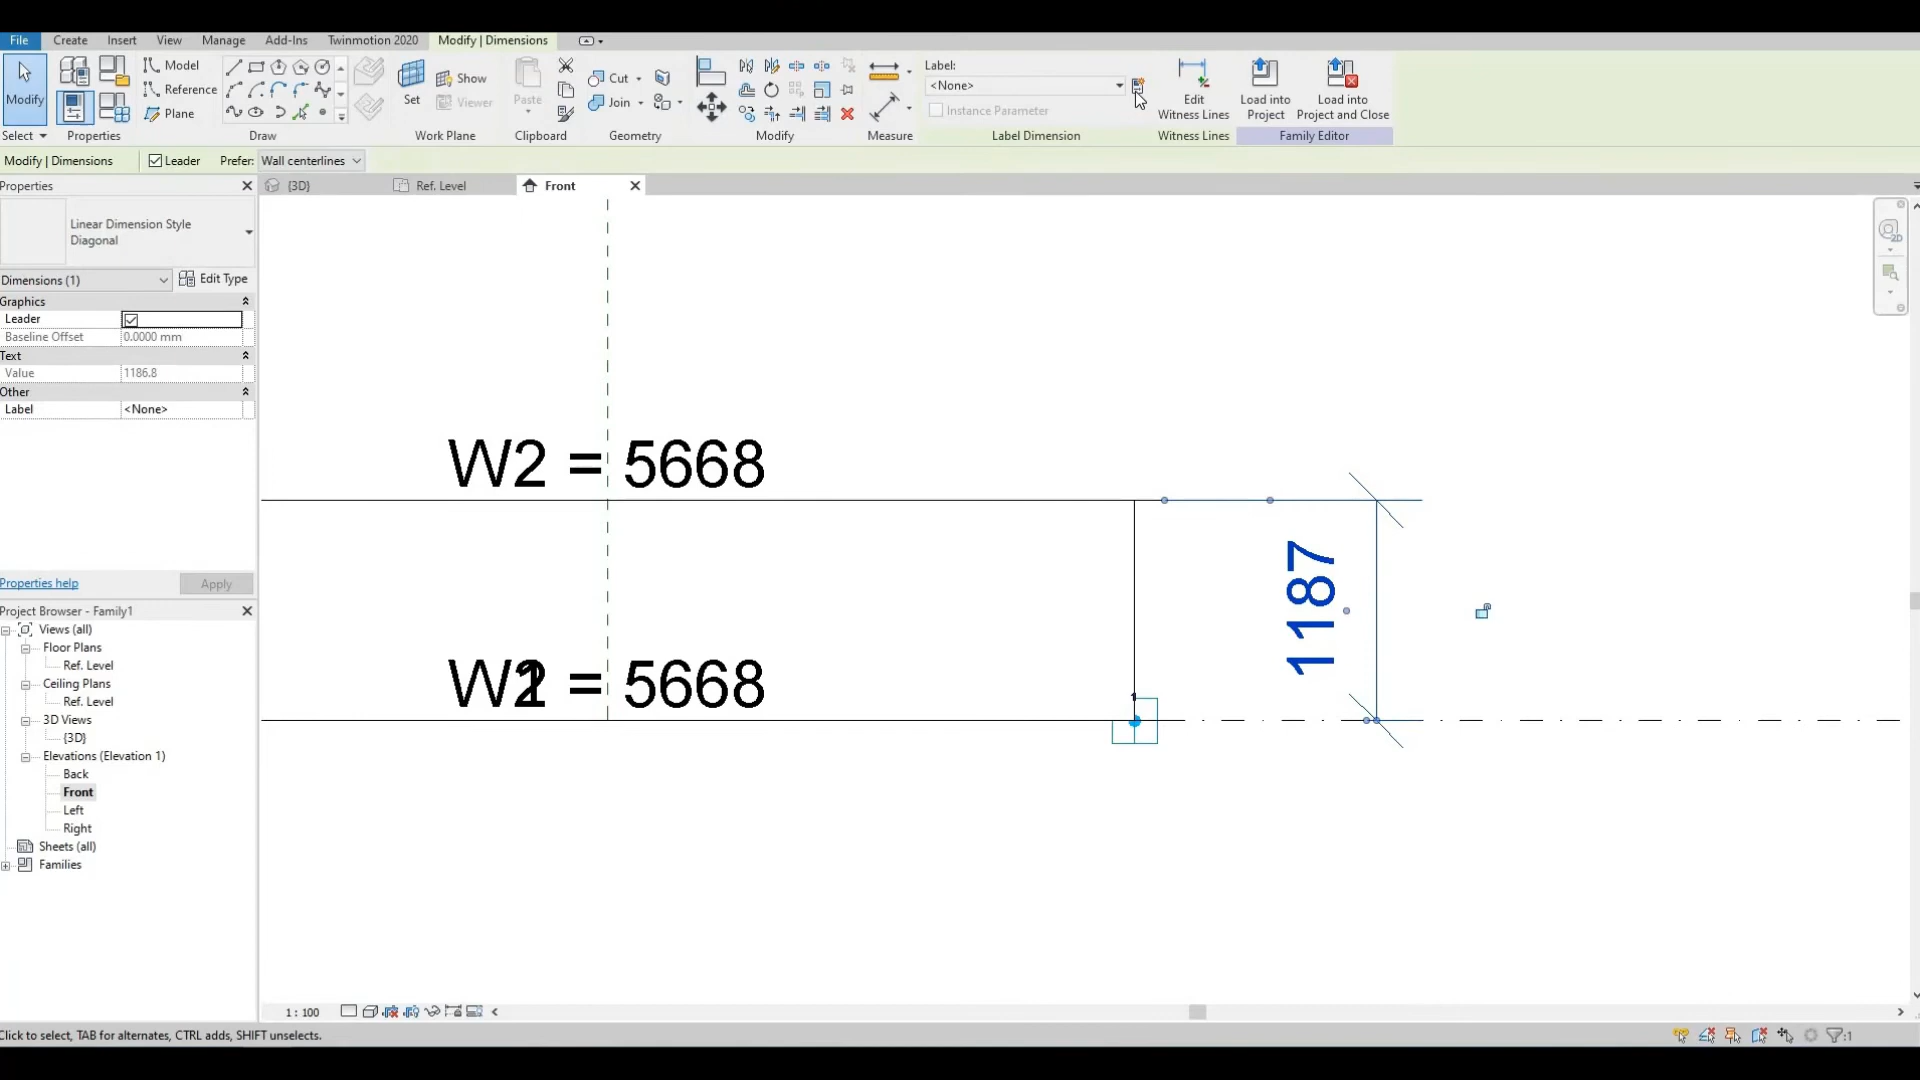 File Create Insert View Manage Add-Ins Twinmotion 2020 Modify | Dimensions
Modify
Select
Properties
Model
Reference
Plane
Draw
Set
Show
Viewer
Work Plane
Paste
Clipboard
Cut
Join
Geometry
Modify
Measure
Label:
<None>
Instance Parameter
Label Dimension
Edit
Witness Lines
Witness Lines
Load into
Project
Load into
Project and Close
Family Editor
Modify | Dimensions Leader Prefer: Wall centerlines
Properties
{3D} Ref. Level Front
Linear Dimension Style
Diagonal
Dimensions (1) Edit Type
Graphics
Leader
Baseline Offset 0.0000 mm
Text
Value 1186.8
Other
Label <None>
Properties help Apply
Project Browser - Family1
Views (all)
Floor Plans
Ref. Level
Ceiling Plans
Ref. Level
3D Views
{3D}
Elevations (Elevation 1)
Back
Front
Left
Right
Sheets (all)
Families
W2 = 5668
= 5668
1187
1
2D
1 : 100
Click to select, TAB for alternates, CTRL adds, SHIFT unselects.
:1